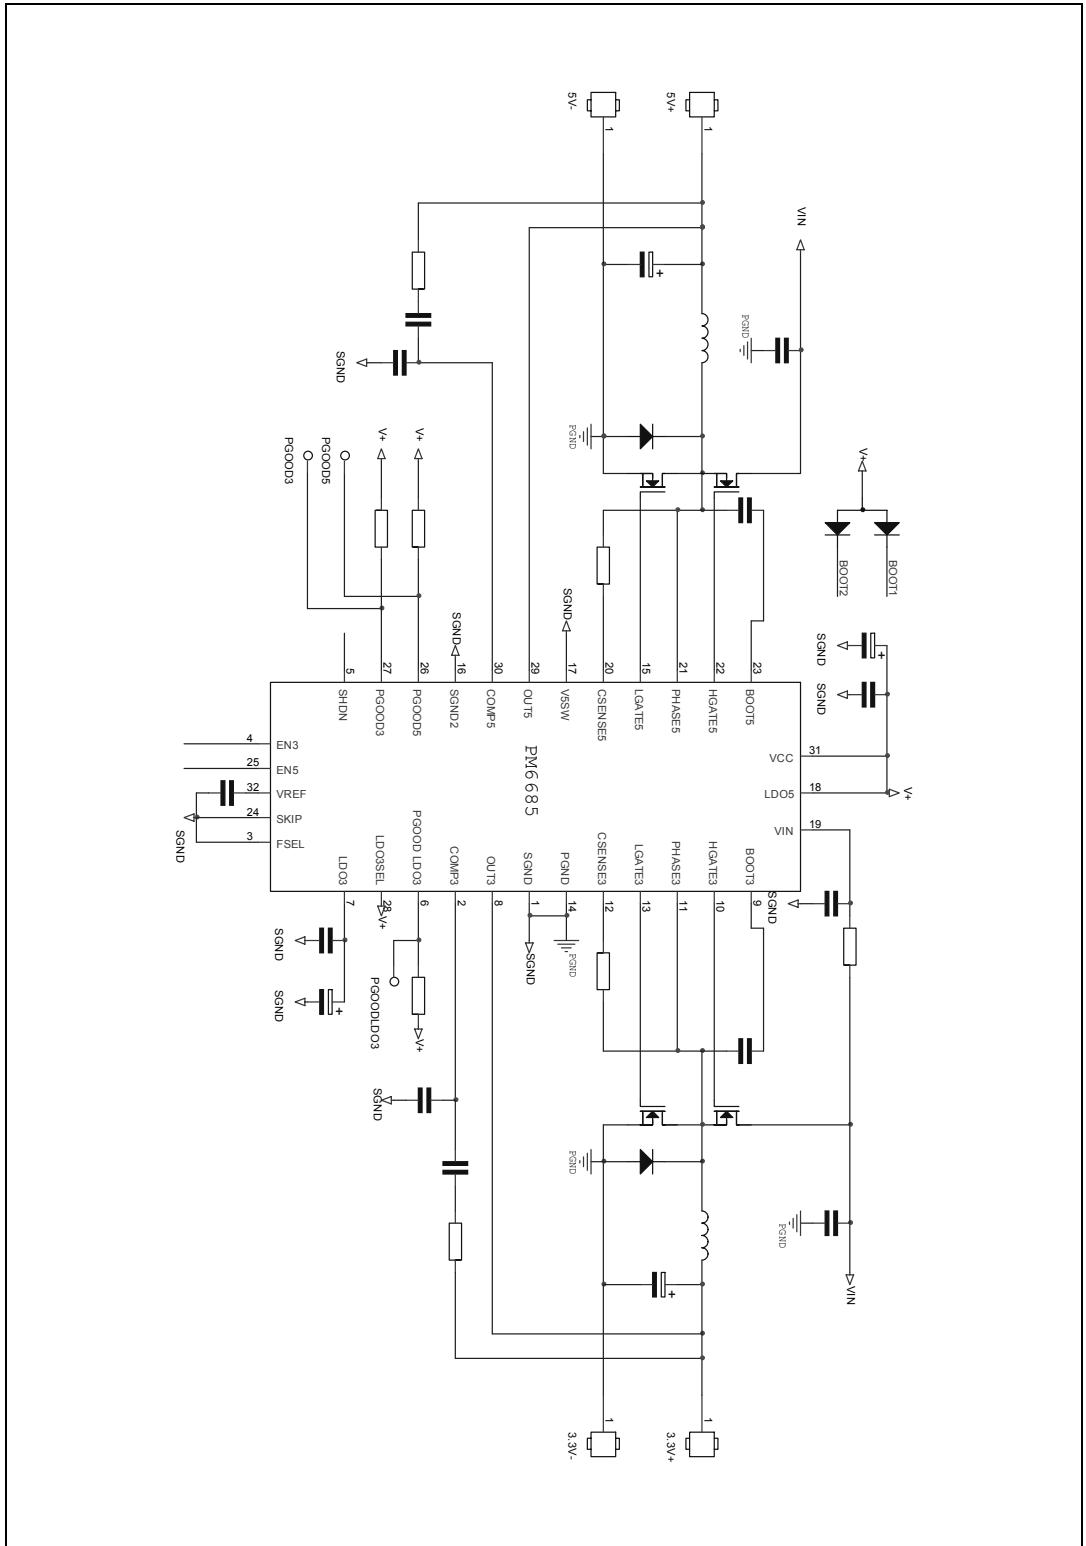 5V-
5V+
1
1
VIN
PGND
SGND
PGND
V+
V+
V+
PGOOD3
PGOOD5
BOOT2
BOOT1
SGND
SGND
SGND
SGND
5
27
26
16
30
29
17
20
15
21
22
23
SHDN
PGOOD3
PGOOD5
SGND2
COMP5
OUT5
V5SW
CSENSE5
LGATE5
PHASE5
HGATE5
BOOT5
4 EN3
25 EN5
32 VREF
24 SKIP
3 FSEL
SGND
PM6685
VCC 31
LDO5 18
VIN 19
V+
LDO3
LDO3SEL
PGOOD LDO3
COMP3
OUT3
SGND
PGND
CSENSE3
LGATE3
PHASE3
HGATE3
BOOT3
7
28
6
2
8
1
14
12
13
11
10
9
V+
SGND
SGND
SGND
PGND
SGND
PGOODLDO3
V+
SGND
PGND
PGND
VIN
1
1
3.3V-
3.3V+